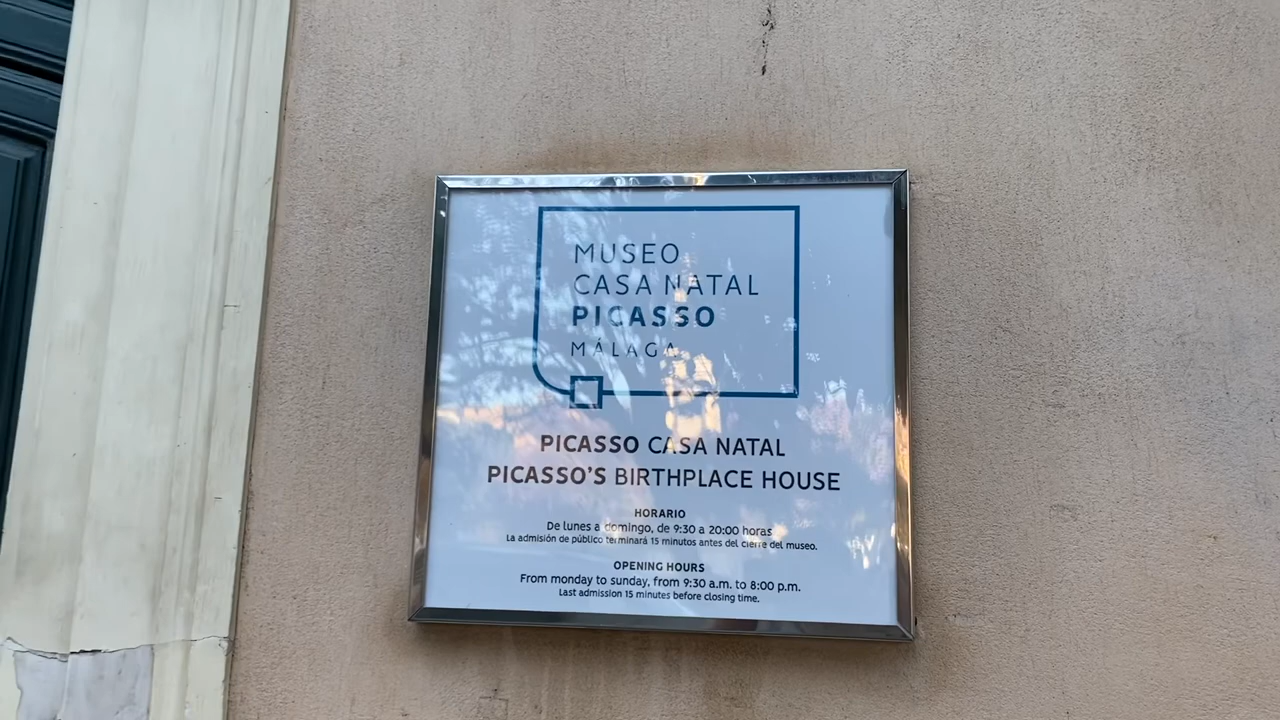 MUSEO
CASA NATAL
PICASSO
MÁLAGA
PICASSO CASA NATAL
PICASSO'S BIRTHPLACE HOUSE
HORARIO
De lunes a domingo, de 9:30 a 20:00 horas
La admisión de público terminará 15 minutos antes del cierre del museo.
OPENING HOURS
From monday to sunday, from 9:30 a.m. to 8:00 p.m.
Last admission 15 minutes before closing time.